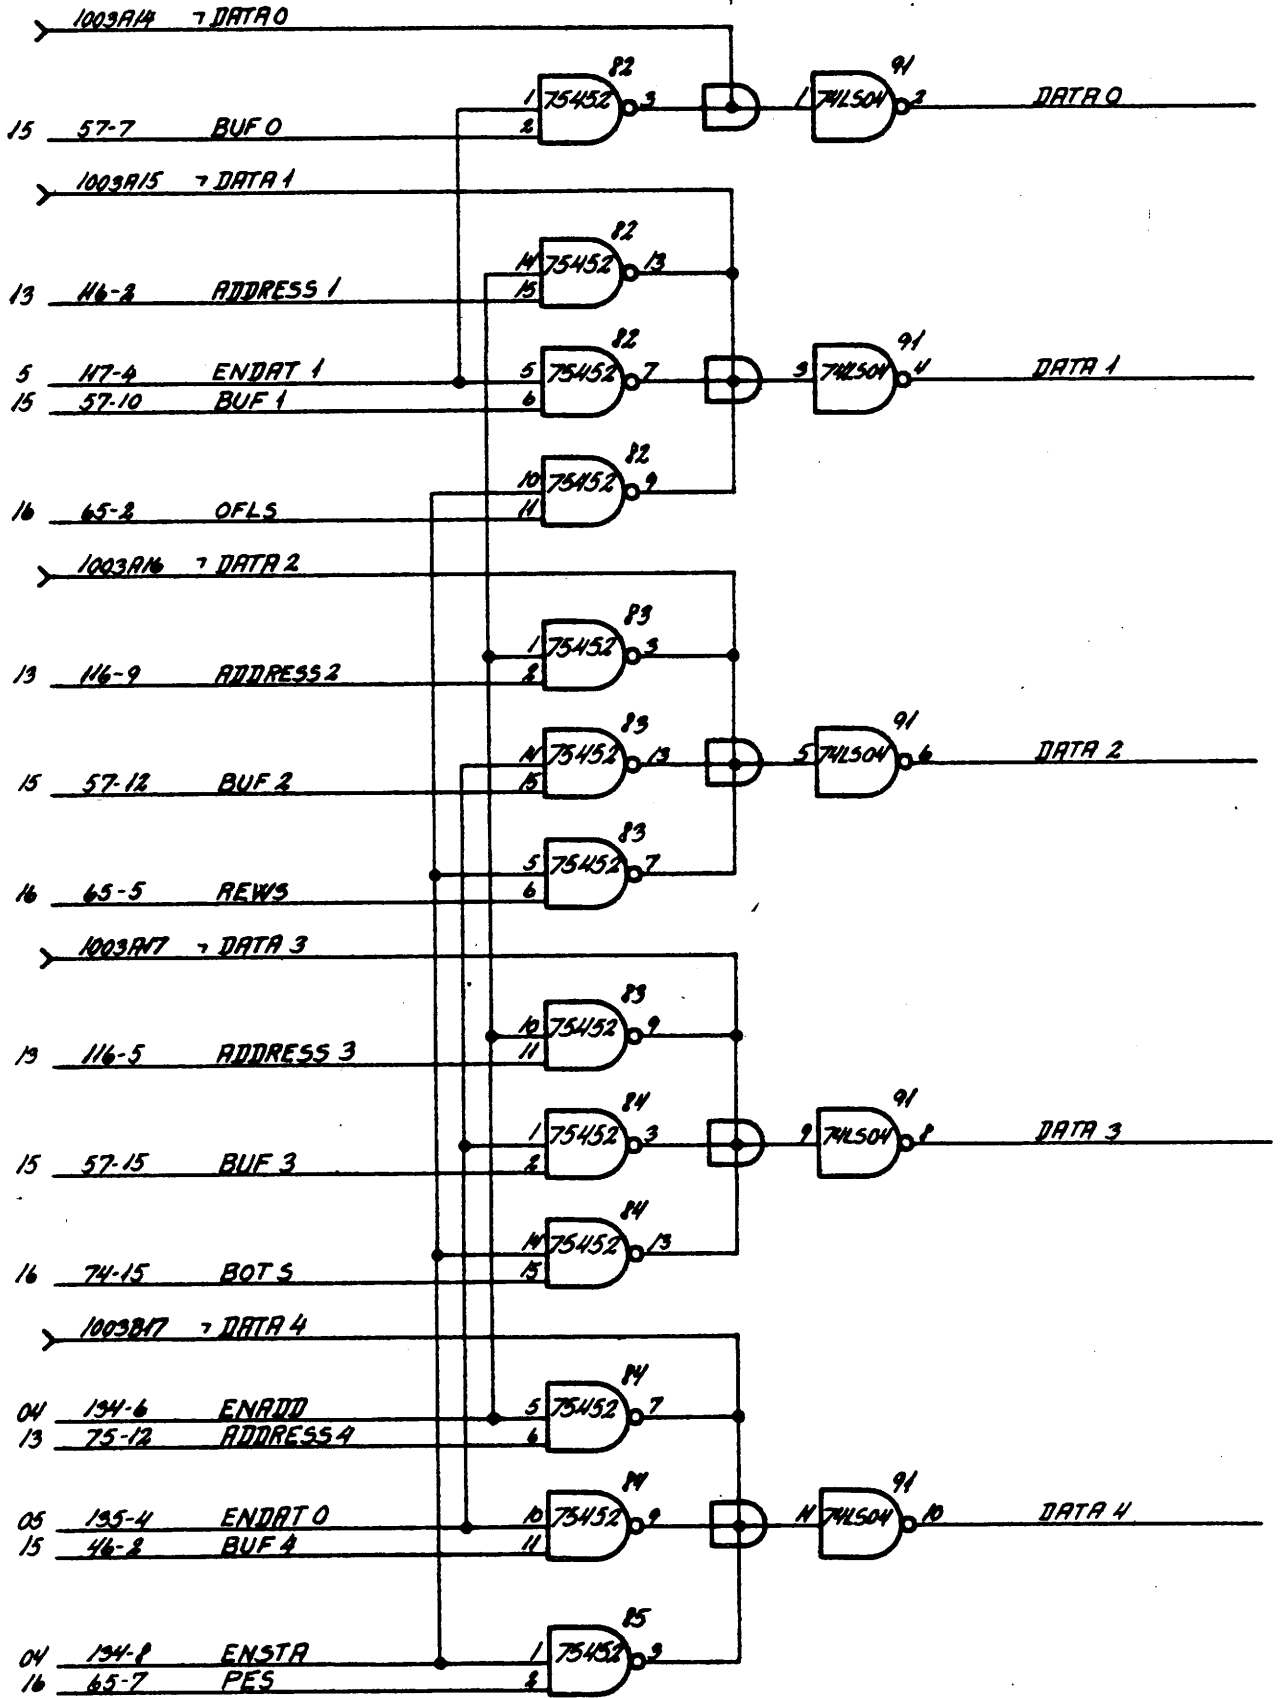 1003A14 ¬ DATA 0
82
91
1 75452 3 1 74LS04 2 DATA 0
2
15 57-7 BUF 0
1003A15 ¬ DATA 1
82
14 75452 13
15
13 116-2 ADDRESS 1
82
91
5 117-4 ENDAT 1 5 75452 7 3 74LS04 4 DATA 1
15 57-10 BUF 1 6
82
10 75452 9
16 65-2 OFLS 11
1003A16 ¬ DATA 2
83
1 75452 3
13 116-9 ADDRESS 2 2
83
91
14 75452 13 5 74LS04 6 DATA 2
15 57-12 BUF 2 15
83
5 75452 7
16 65-5 REWS 6
1003A17 ¬ DATA 3
83
10 75452 9
13 116-5 ADDRESS 3 11
84
91
1 75452 3 9 74LS04 8 DATA 3
15 57-15 BUF 3 2
84
14 75452 13
16 74-15 BOTS 15
1003B17 ¬ DATA 4
84
04 134-6 ENADD 5 75452 7
13 75-12 ADDRESS 4 6
84
91
05 135-4 ENDAT 0 10 75452 9 11 74LS04 10 DATA 4
15 46-2 BUF 4 11
85
04 134-8 ENSTA 1 75452 3
16 65-7 PES 2